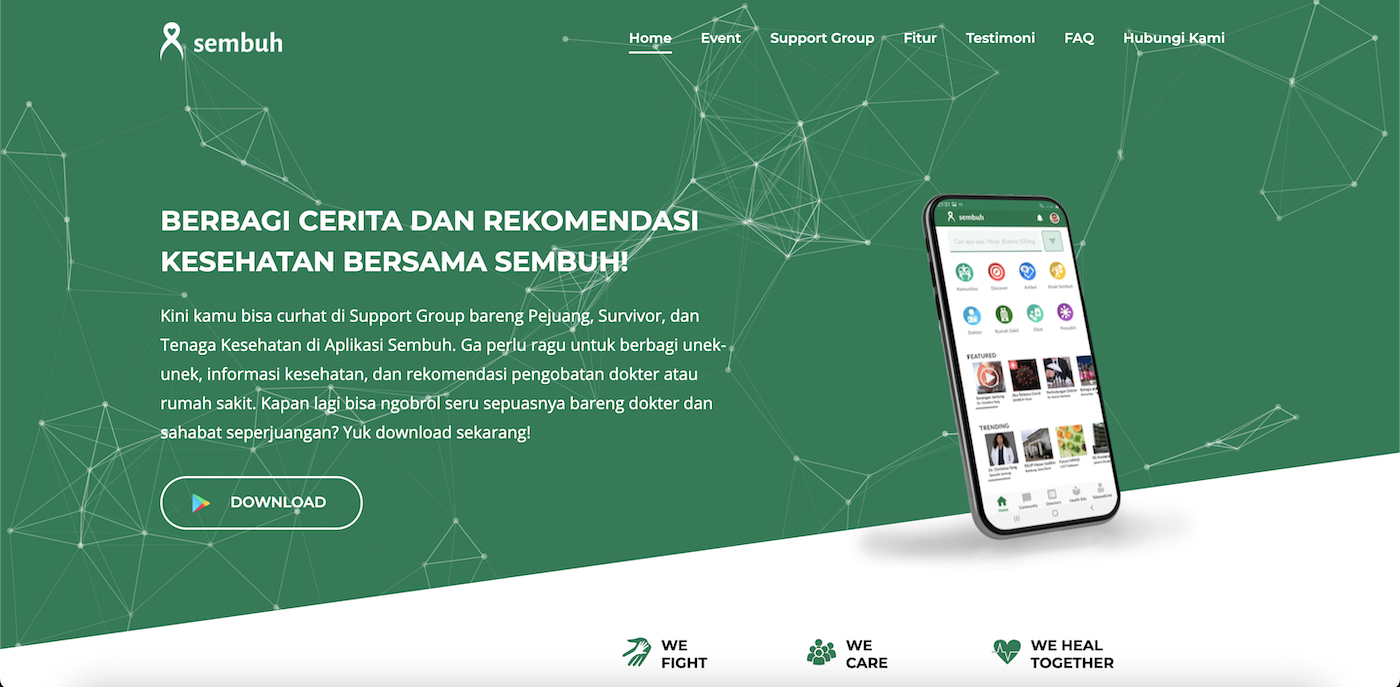 sembuh
Home Event Support Group Fitur Testimoni FAQ Hubungi Kami
BERBAGI CERITA DAN REKOMENDASI
KESEHATAN BERSAMA SEMBUH!
Kini kamu bisa curhat di Support Group bareng Pejuang, Survivor, dan
Tenaga Kesehatan di Aplikasi Sembuh. Ga perlu ragu untuk berbagi unek-
unek, informasi kesehatan, dan rekomendasi pengobatan dokter atau
rumah sakit. Kapan lagi bisa ngobrol seru sepuasnya bareng dokter dan
sahabat seperjuangan? Yuk download sekarang!
DOWNLOAD
sembuh
Komunitas Discover Artikel Kisah Sembuh
Dokter Rumah Sakit Obat Penyakit
FEATURED
TRENDING
Dr. Christine Ying
Home Community Directory Health Edu Telemedicine
WE
FIGHT
WE
CARE
WE HEAL
TOGETHER